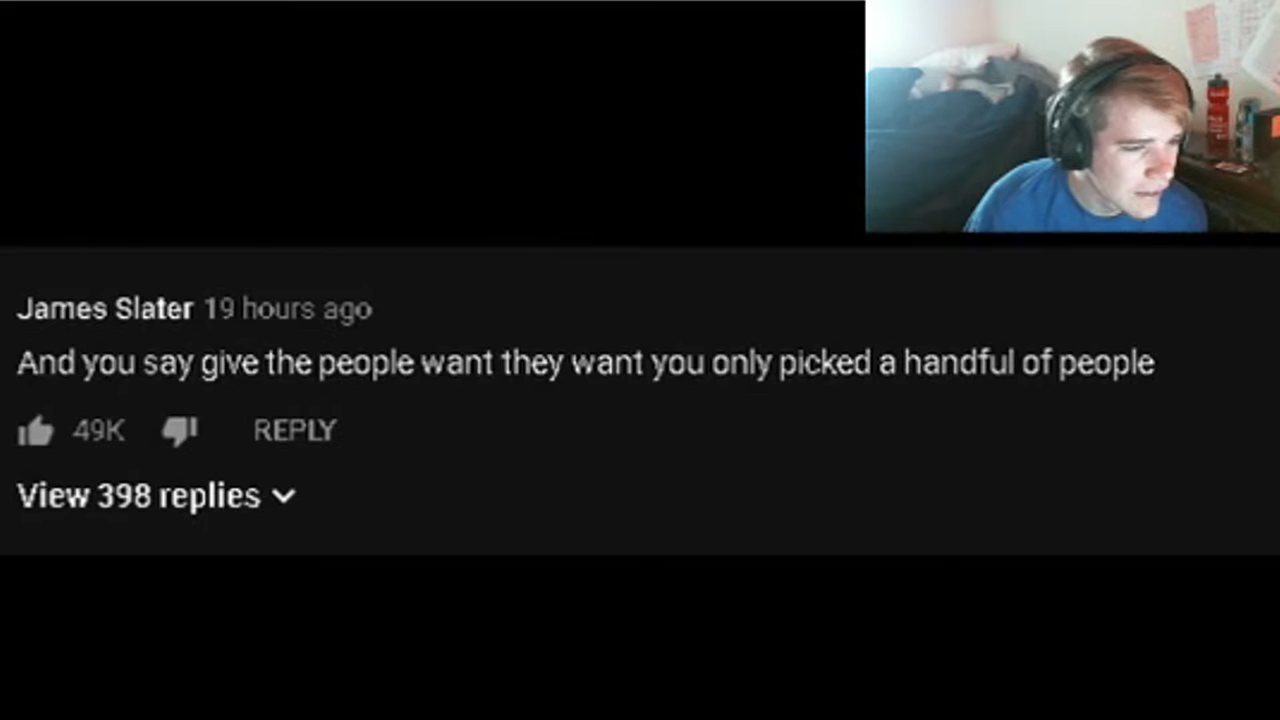 James Slater 19 hours ago
And you say give the people want they want you only picked a handful of people
49K REPLY
View 398 replies